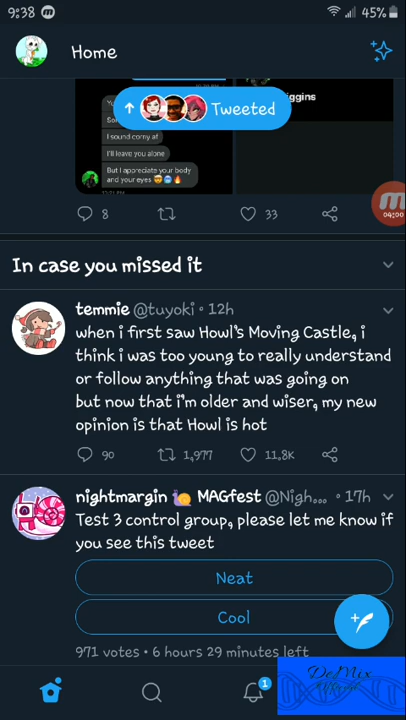 9:38
45%
Home
iggins
Tweeted
I sound corny af
I'll leave you alone
But I appreciate your body
and your eyes
8
33
04:00
In case you missed it
temmie @tuyoki • 12h
when i first saw Howl's Moving Castle, i
think i was too young to really understand
or follow anything that was going on
but now that i'm older and wiser, my new
opinion is that Howl is hot
90
1,977
11,8K
nightmargin MAGfest @Nigh... • 17h
Test 3 control group, please let me know if
you see this tweet
Neat
Cool
971 votes • 6 hours 29 minutes left
1
DeMix